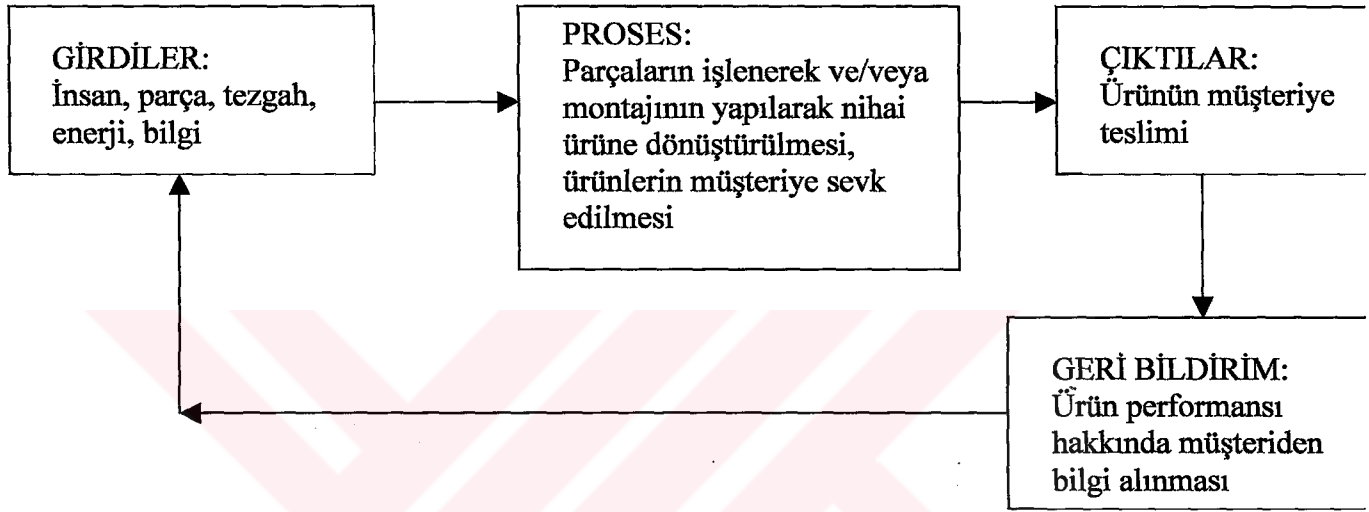 GİRDİLER:
İnsan, parça, tezgah,
enerji, bilgi
PROSES:
Parçaların işlenerek ve/veya
montajının yapılarak nihai
ürüne dönüştürülmesi,
ürünlerin müşteriye sevk
edilmesi
ÇIKTILAR:
Ürünün müşteriye
teslimi
GERİ BİLDİRİM:
Ürün performansı
hakkında müşteriden
bilgi alınması